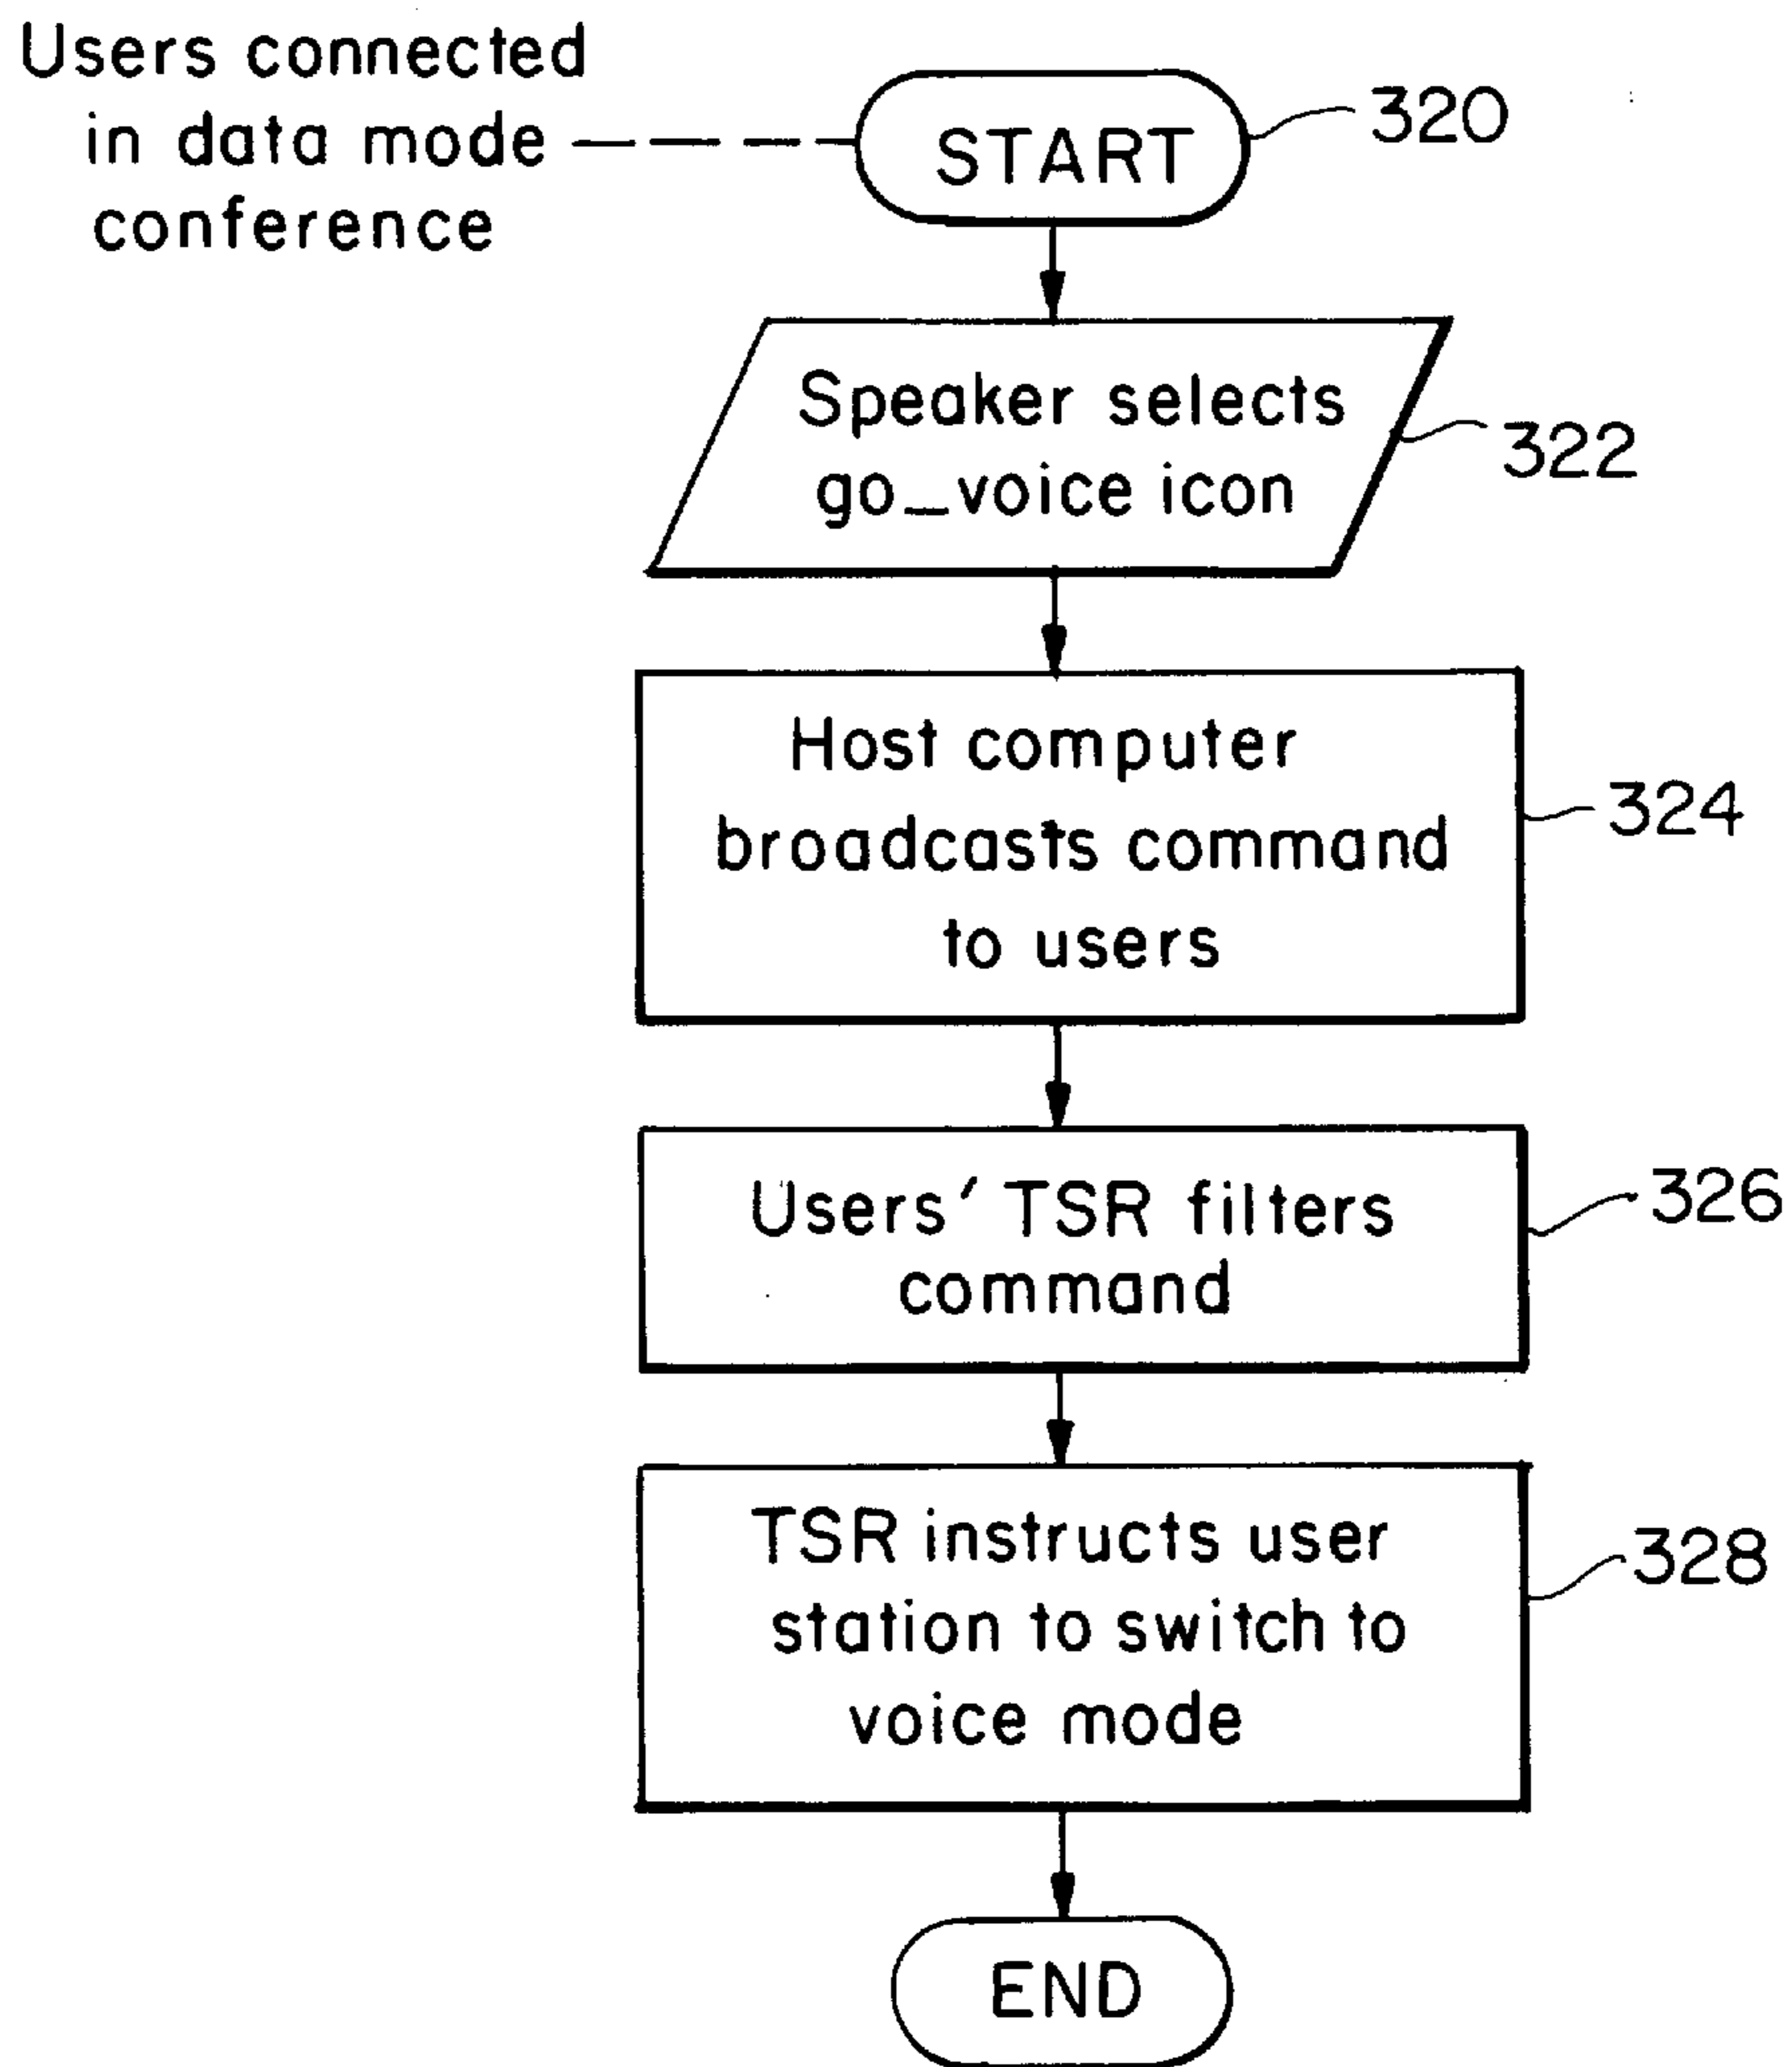 Users connected
in data mode
conference
START
320
Speaker selects
go_voice icon
322
Host computer
broadcasts command
to users
324
Users' TSR filters
command
326
TSR instructs user
station to switch to
voice mode
328
END